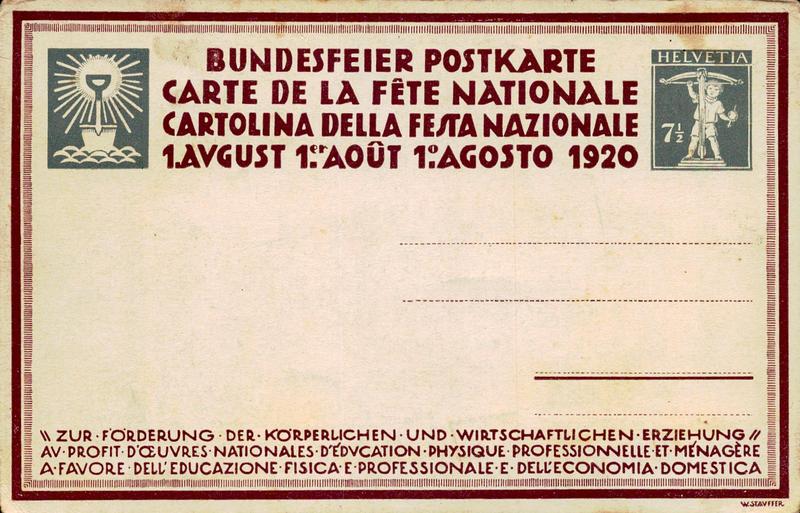 BUNDESFEIER POSTKARTE
CARTE DE LA FÊTE NATIONALE
CARTOLINA DELLA FESTA NAZIONALE
1.AVGUST 1.er AOÛT 1.o AGOSTO 1920
HELVETIA
7½
\\ ZUR·FÖRDERUNG·DER·KÖRPERLICHEN·UND·WIRTSCHAFTLICHEN·ERZIEHUNG //
AV·PROFIT·D'ŒUVRES·NATIONALES·D'ÉDVCATION·PHYSIQUE·PROFESSIONNELLE·ET·MÉNAGÈRE
A·FAVORE·DELL'EDUCAZIONE·FISICA·E·PROFESSIONALE·E·DELL'ECONOMIA·DOMESTICA
W.STAVFFER